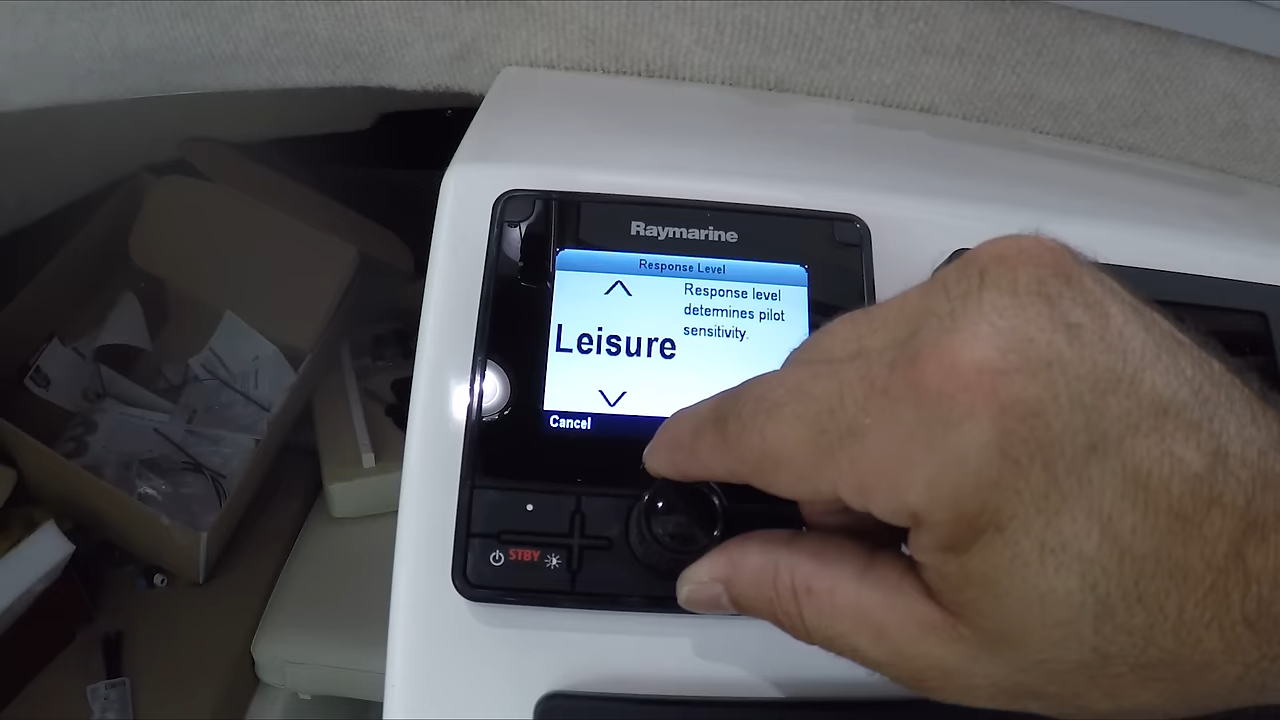 Raymarine
Response Level
Response level
determines pilot
sensitivity.
Leisure
Cancel
STBY